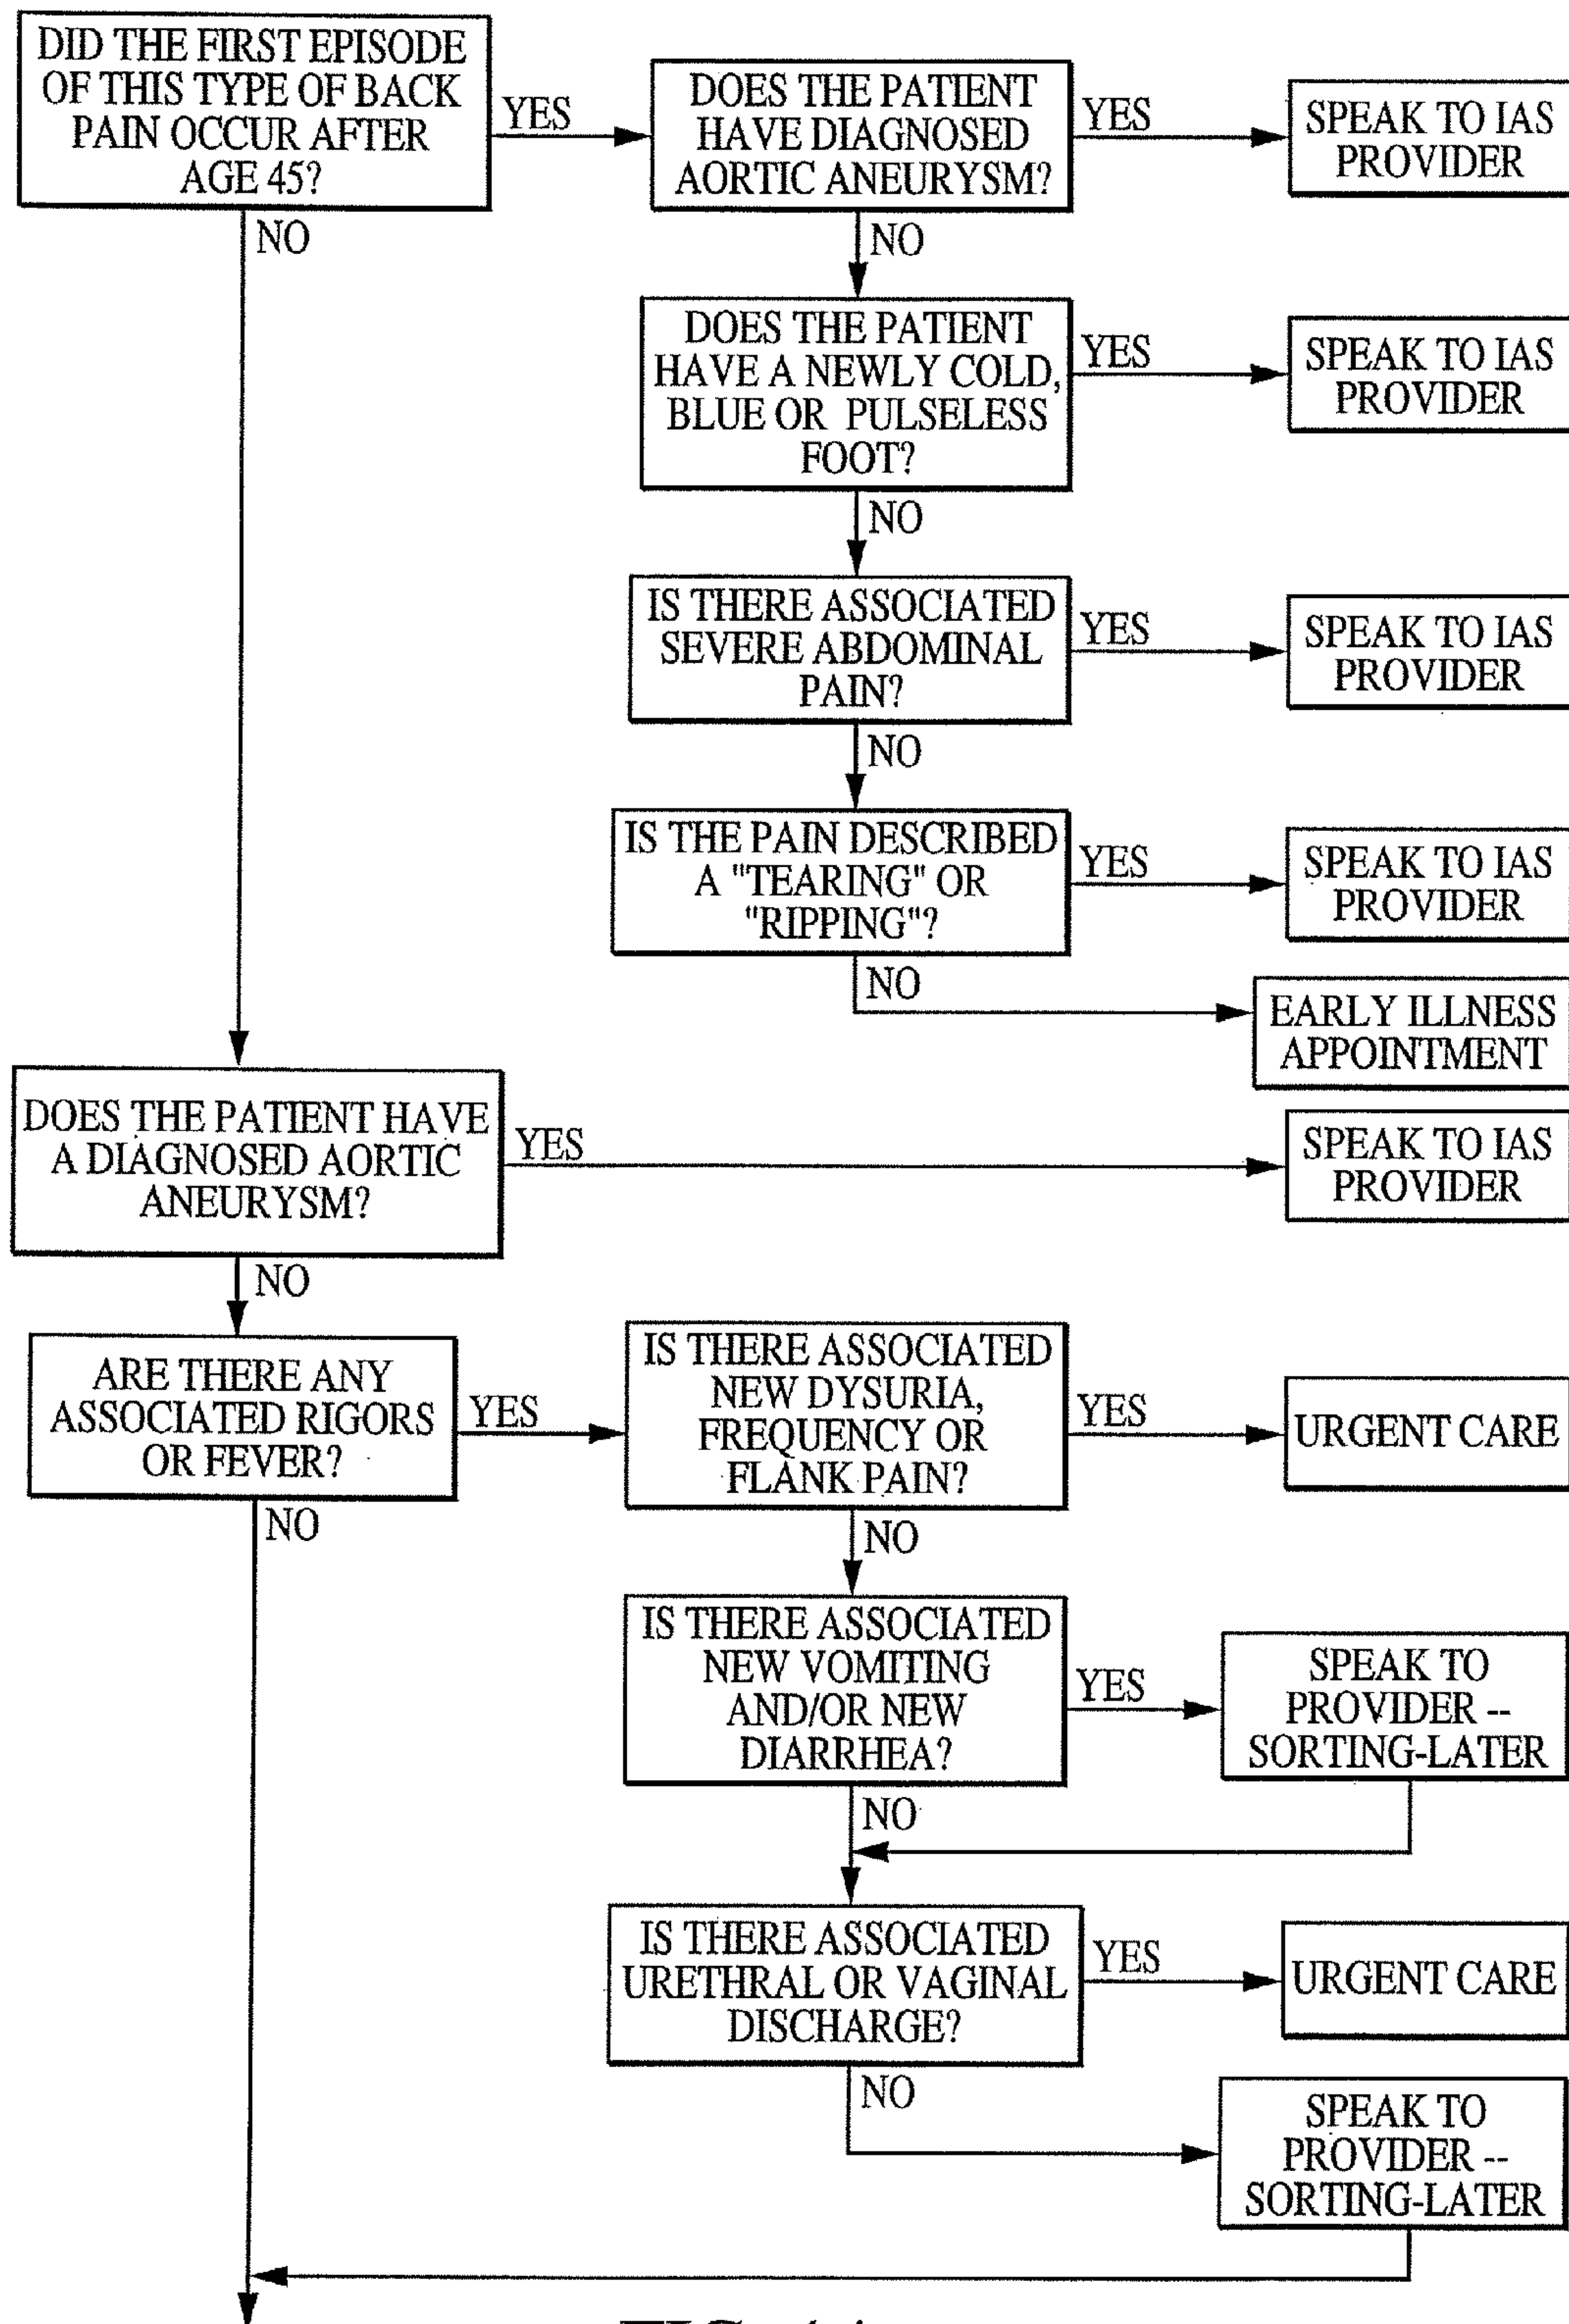 DID THE FIRST EPISODE
OF THIS TYPE OF BACK
PAIN OCCUR AFTER
AGE 45?
YES
DOES THE PATIENT
HAVE DIAGNOSED
AORTIC ANEURYSM?
YES
SPEAK TO IAS
PROVIDER
NO
NO
DOES THE PATIENT
HAVE A NEWLY COLD,
BLUE OR PULSELESS
FOOT?
YES
SPEAK TO IAS
PROVIDER
NO
IS THERE ASSOCIATED
SEVERE ABDOMINAL
PAIN?
YES
SPEAK TO IAS
PROVIDER
NO
IS THE PAIN DESCRIBED
A "TEARING" OR
"RIPPING"?
YES
SPEAK TO IAS
PROVIDER
NO
EARLY ILLNESS
APPOINTMENT
DOES THE PATIENT HAVE
A DIAGNOSED AORTIC
ANEURYSM?
YES
SPEAK TO IAS
PROVIDER
NO
ARE THERE ANY
ASSOCIATED RIGORS
OR FEVER?
YES
IS THERE ASSOCIATED
NEW DYSURIA,
FREQUENCY OR
FLANK PAIN?
YES
URGENT CARE
NO
NO
IS THERE ASSOCIATED
NEW VOMITING
AND/OR NEW
DIARRHEA?
YES
SPEAK TO
PROVIDER --
SORTING-LATER
NO
IS THERE ASSOCIATED
URETHRAL OR VAGINAL
DISCHARGE?
YES
URGENT CARE
NO
SPEAK TO
PROVIDER --
SORTING-LATER